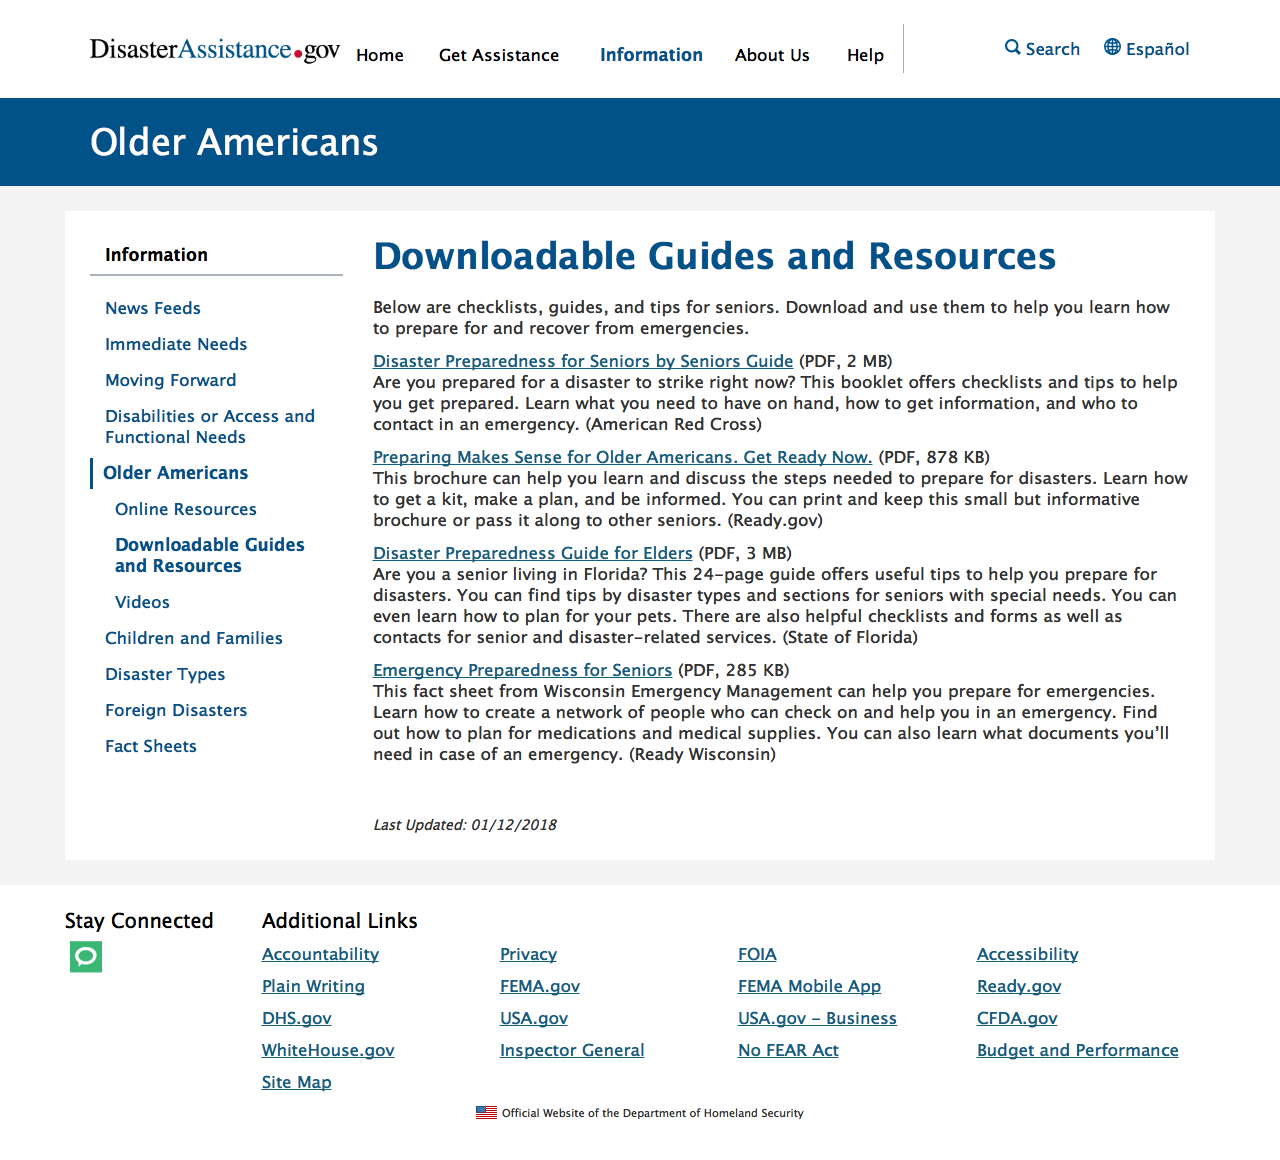 DisasterAssistance.gov Home Get Assistance Information About Us Help Search Español
Older Americans
Information
News Feeds
Immediate Needs
Moving Forward
Disabilities or Access and
Functional Needs
Older Americans
Online Resources
Downloadable Guides
and Resources
Videos
Children and Families
Disaster Types
Foreign Disasters
Fact Sheets
Downloadable Guides and Resources
Below are checklists, guides, and tips for seniors. Download and use them to help you learn how
to prepare for and recover from emergencies.
Disaster Preparedness for Seniors by Seniors Guide (PDF, 2 MB)
Are you prepared for a disaster to strike right now? This booklet offers checklists and tips to help
you get prepared. Learn what you need to have on hand, how to get information, and who to
contact in an emergency. (American Red Cross)
Preparing Makes Sense for Older Americans. Get Ready Now. (PDF, 878 KB)
This brochure can help you learn and discuss the steps needed to prepare for disasters. Learn how
to get a kit, make a plan, and be informed. You can print and keep this small but informative
brochure or pass it along to other seniors. (Ready.gov)
Disaster Preparedness Guide for Elders (PDF, 3 MB)
Are you a senior living in Florida? This 24-page guide offers useful tips to help you prepare for
disasters. You can find tips by disaster types and sections for seniors with special needs. You can
even learn how to plan for your pets. There are also helpful checklists and forms as well as
contacts for senior and disaster-related services. (State of Florida)
Emergency Preparedness for Seniors (PDF, 285 KB)
This fact sheet from Wisconsin Emergency Management can help you prepare for emergencies.
Learn how to create a network of people who can check on and help you in an emergency. Find
out how to plan for medications and medical supplies. You can also learn what documents you’ll
need in case of an emergency. (Ready Wisconsin)
Last Updated: 01/12/2018
Stay Connected
Additional Links
Accountability Privacy FOIA Accessibility
Plain Writing FEMA.gov FEMA Mobile App Ready.gov
DHS.gov USA.gov USA.gov - Business CFDA.gov
WhiteHouse.gov Inspector General No FEAR Act Budget and Performance
Site Map
Official Website of the Department of Homeland Security